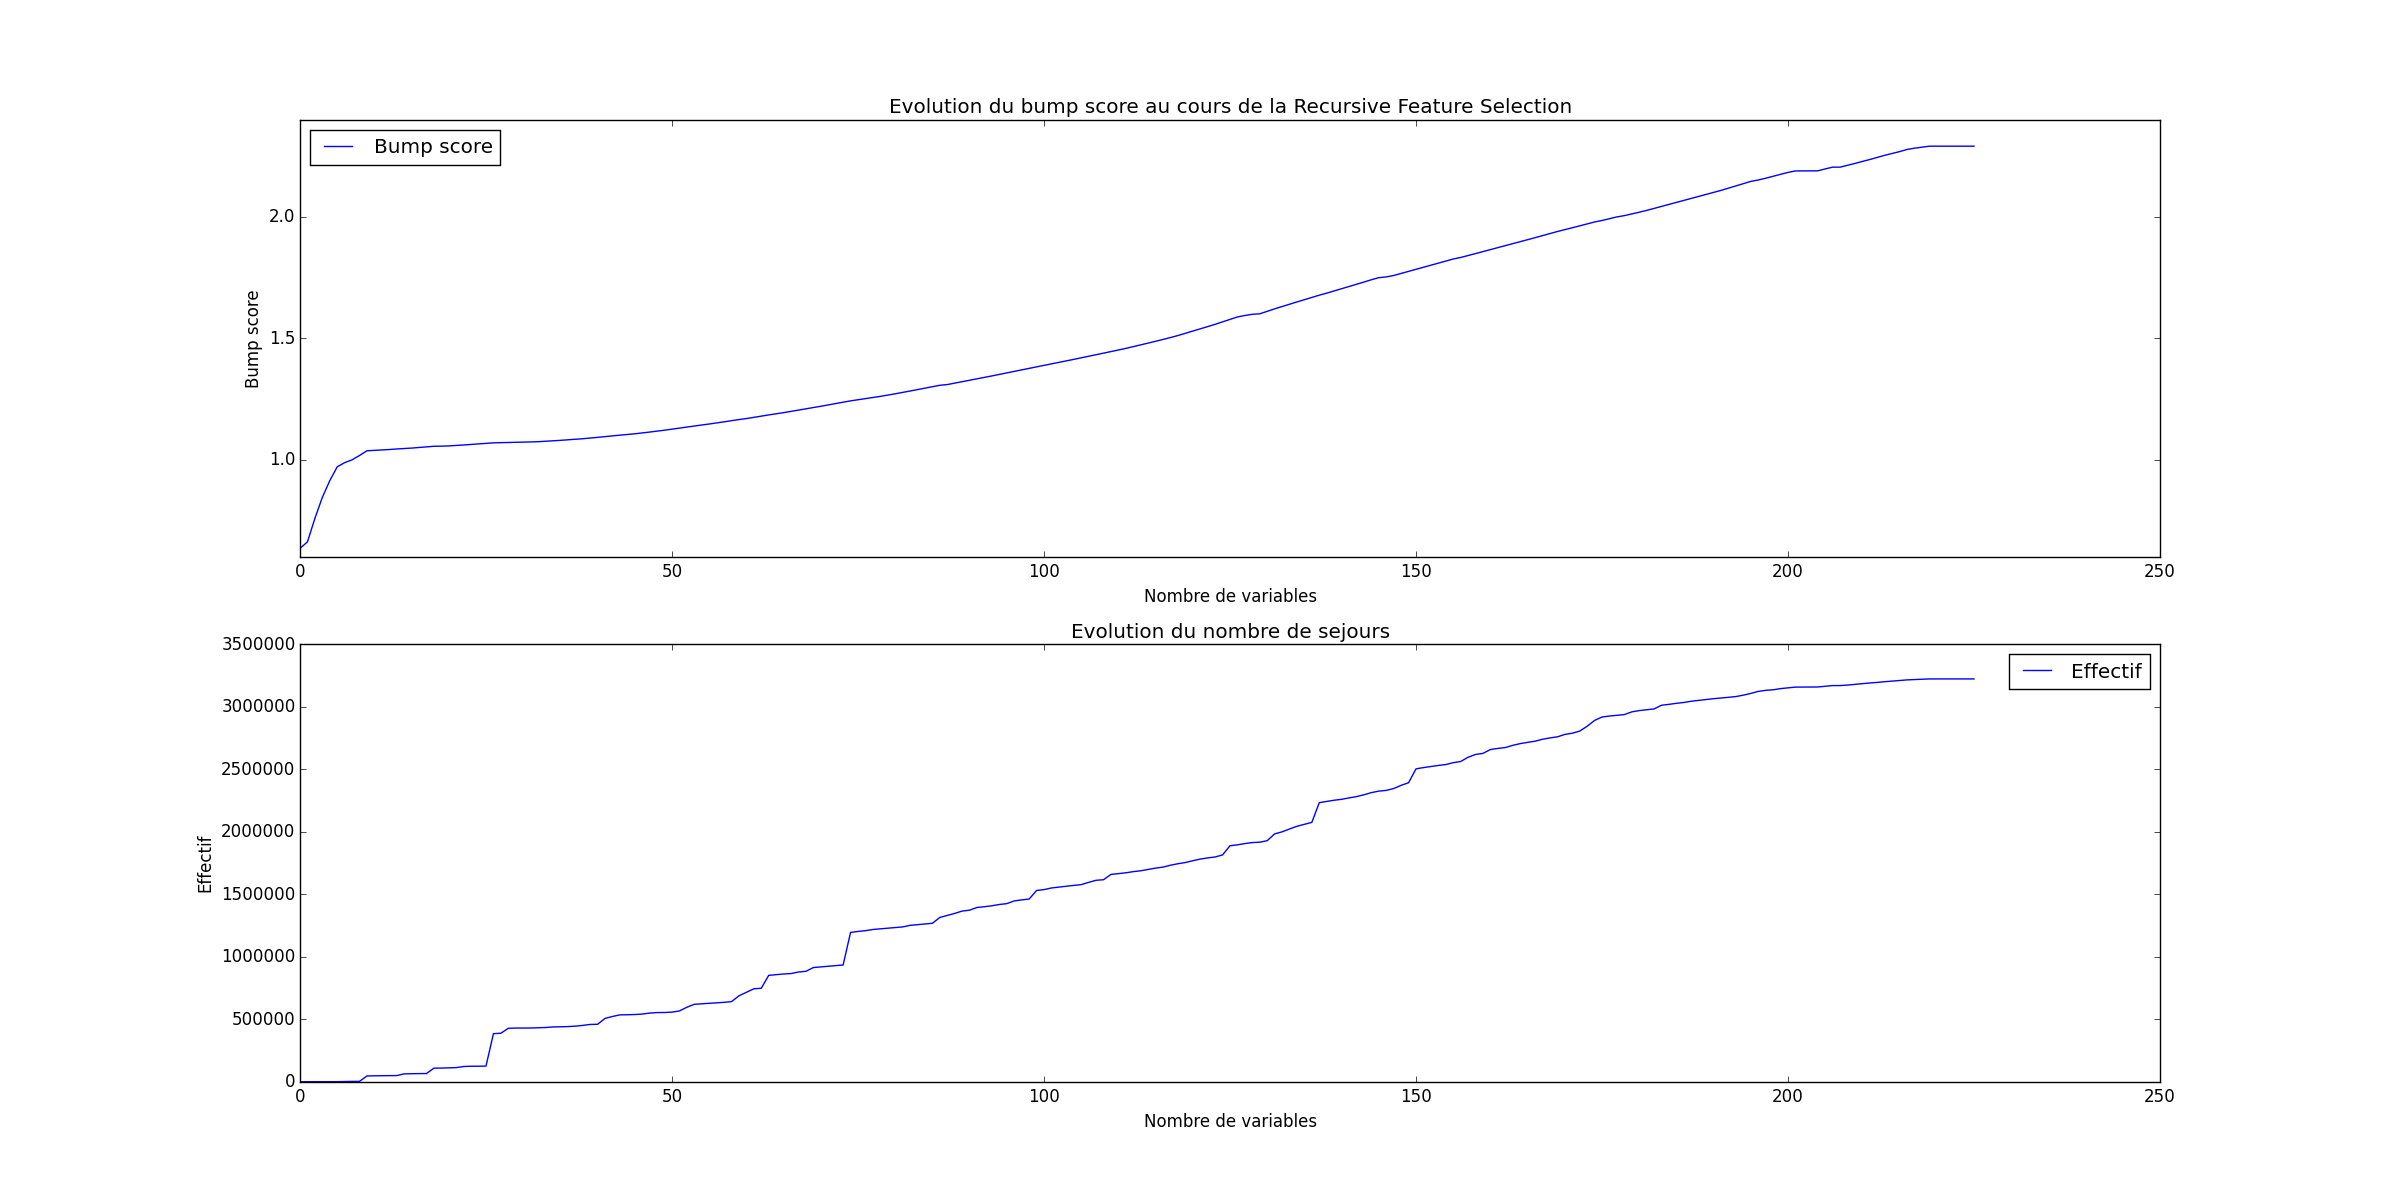 Evolution du bump score au cours de la Recursive Feature Selection
Bump score
2.0
1.5
1.0
Bump score
0 50 100 150 200 250
Nombre de variables
Evolution du nombre de sejours
Effectif
3500000
3000000
2500000
2000000
1500000
1000000
500000
0
Effectif
0 50 100 150 200 250
Nombre de variables